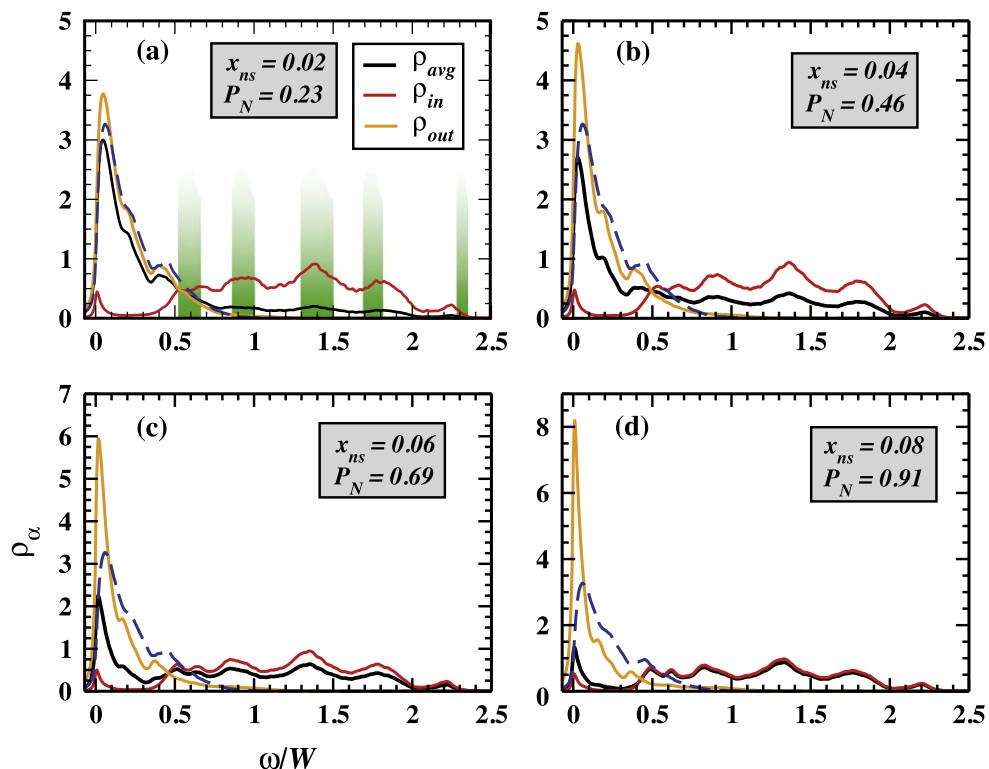 (a)
x_ns = 0.02
P_N = 0.23
ρ_avg
ρ_in
ρ_out
5
4
3
2
1
0
0 0.5 1 1.5 2 2.5
(b)
x_ns = 0.04
P_N = 0.46
5
4
3
2
1
0
0 0.5 1 1.5 2 2.5
(c)
x_ns = 0.06
P_N = 0.69
7
6
5
4
3
2
1
0
0 0.5 1 1.5 2 2.5
(d)
x_ns = 0.08
P_N = 0.91
8
6
4
2
0
0 0.5 1 1.5 2 2.5
ρ_α
ω/W